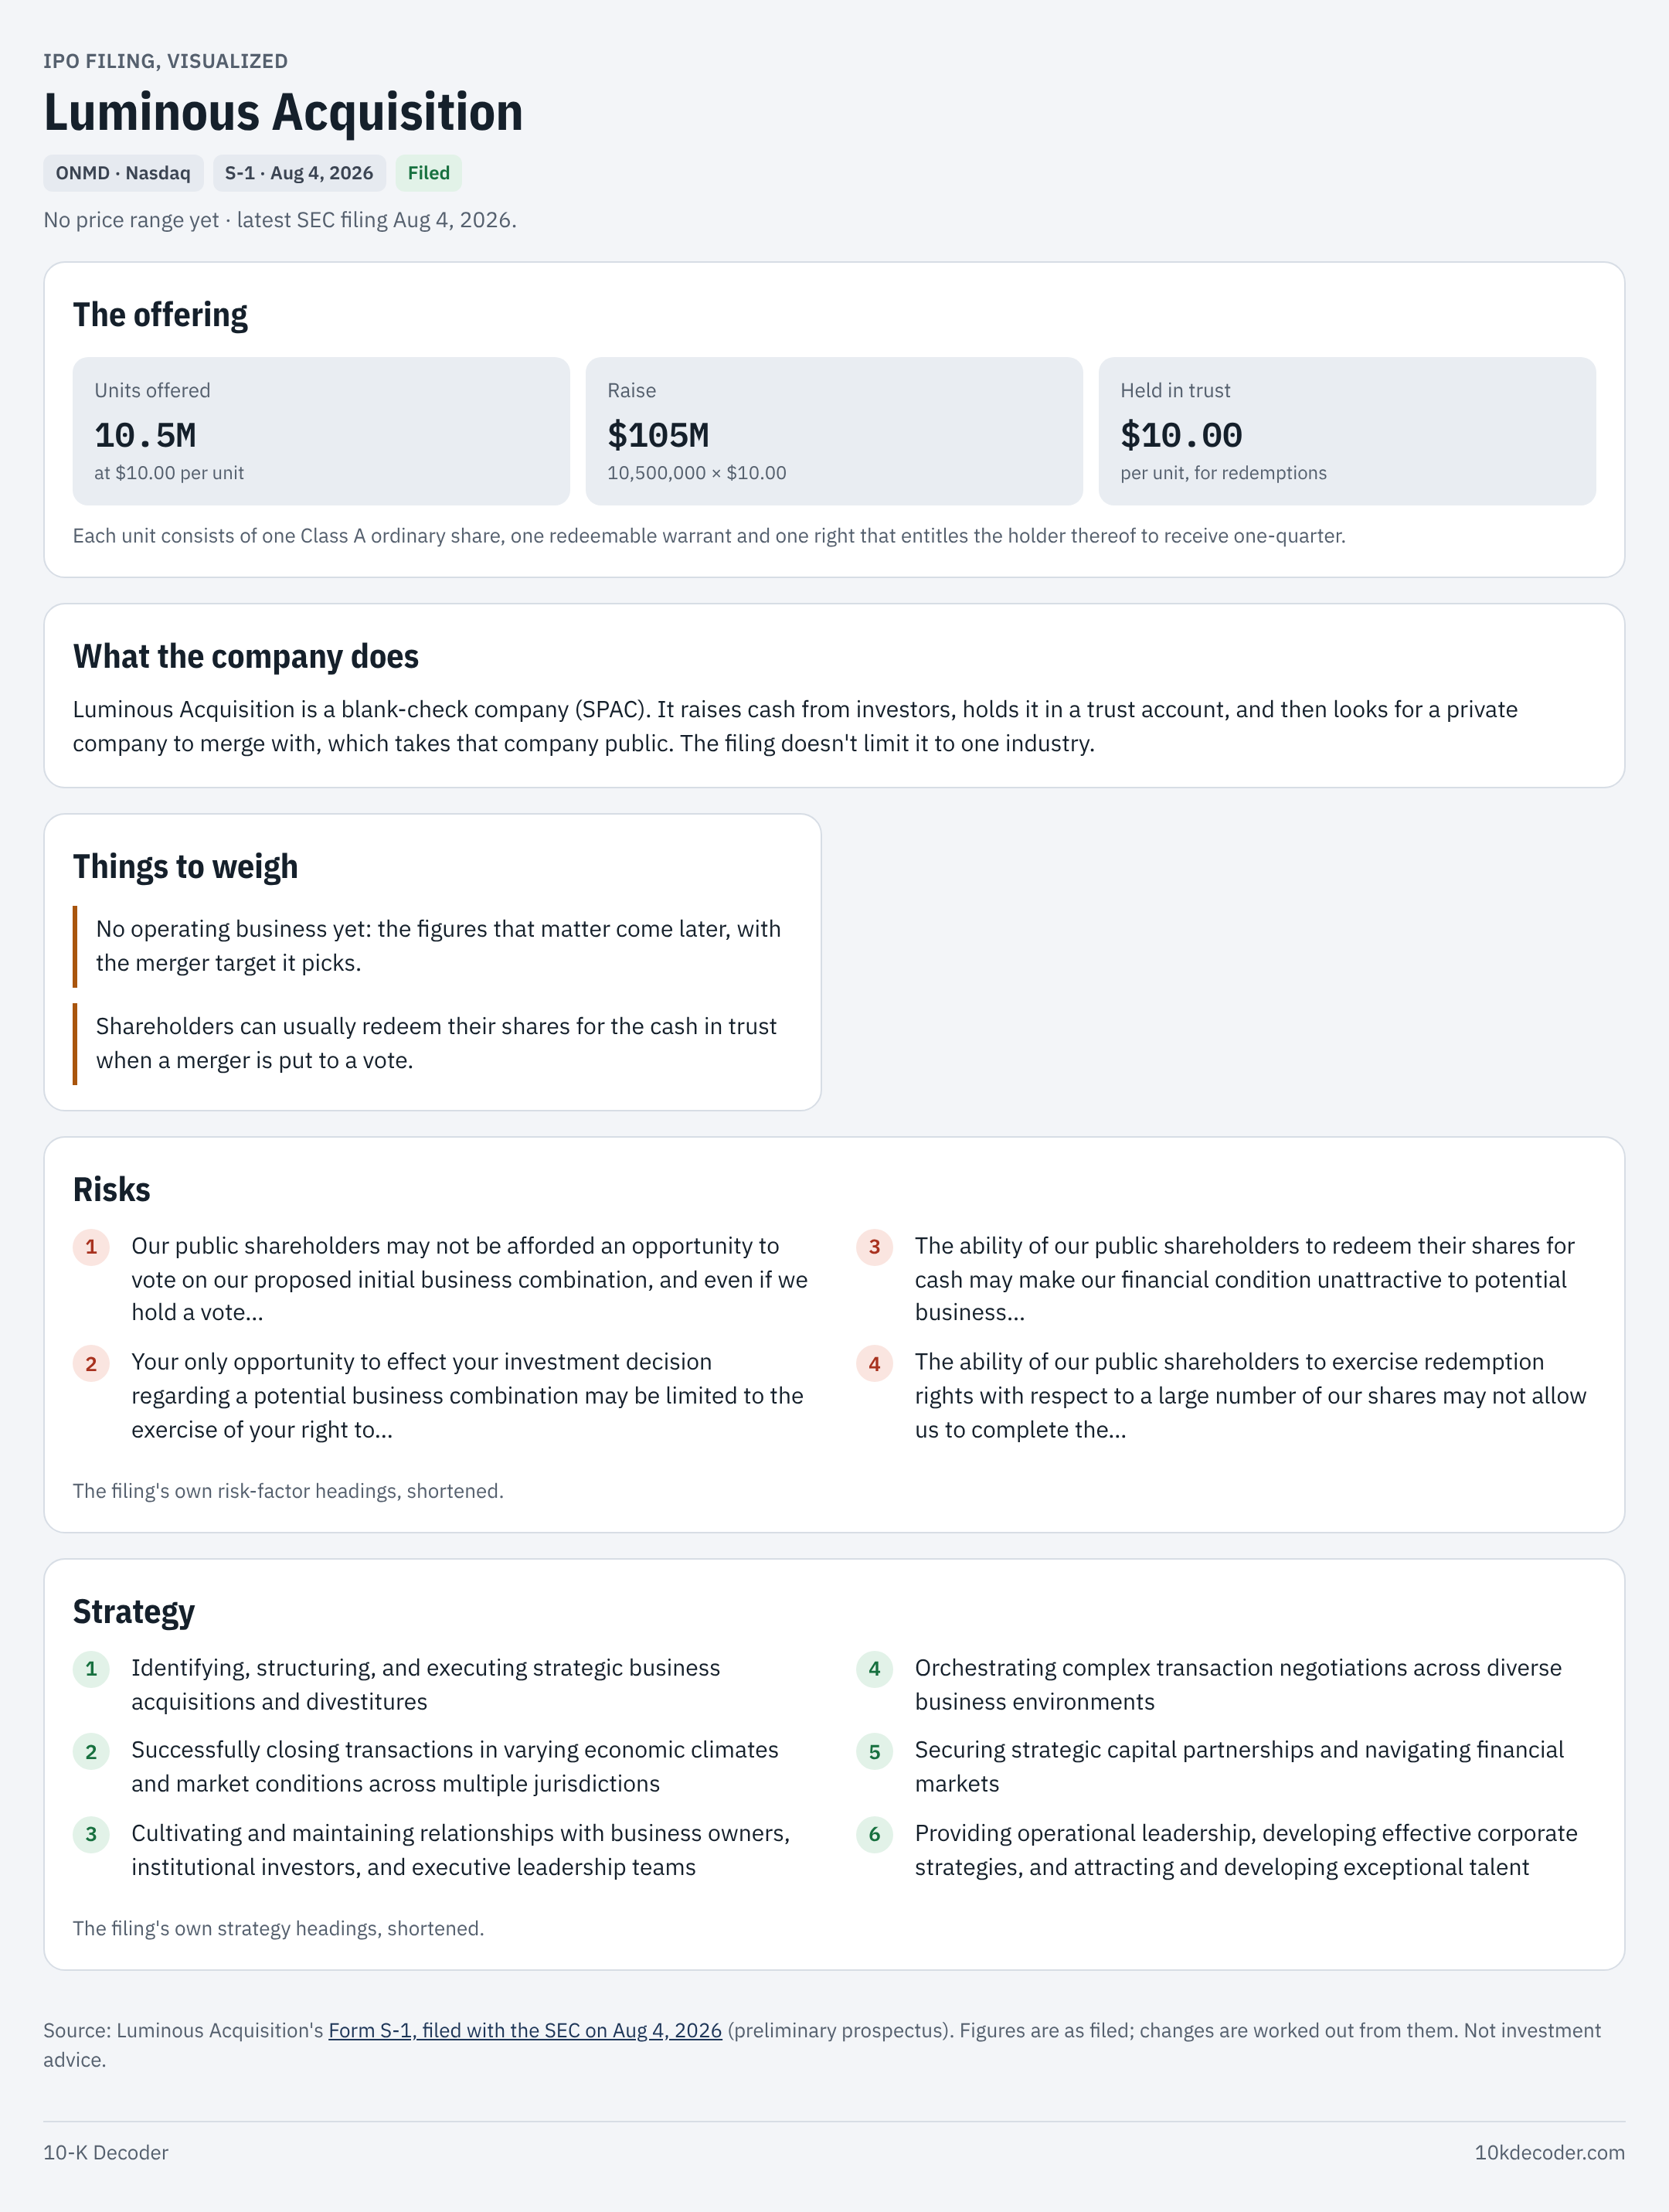 IPO FILING, VISUALIZED
Luminous Acquisition
ONMD · Nasdaq
S-1 · Aug 4, 2026
Filed
No price range yet · latest SEC filing Aug 4, 2026.
The offering
Units offered
10.5M
at $10.00 per unit
Raise
$105M
10,500,000 × $10.00
Held in trust
$10.00
per unit, for redemptions
Each unit consists of one Class A ordinary share, one redeemable warrant and one right that entitles the holder thereof to receive one-quarter.
What the company does
Luminous Acquisition is a blank-check company (SPAC). It raises cash from investors, holds it in a trust account, and then looks for a private
company to merge with, which takes that company public. The filing doesn't limit it to one industry.
Things to weigh
No operating business yet: the figures that matter come later, with
the merger target it picks.
Shareholders can usually redeem their shares for the cash in trust
when a merger is put to a vote.
Risks
1
Our public shareholders may not be afforded an opportunity to
vote on our proposed initial business combination, and even if we
hold a vote...
2
Your only opportunity to effect your investment decision
regarding a potential business combination may be limited to the
exercise of your right to...
3
The ability of our public shareholders to redeem their shares for
cash may make our financial condition unattractive to potential
business...
4
The ability of our public shareholders to exercise redemption
rights with respect to a large number of our shares may not allow
us to complete the...
The filing's own risk-factor headings, shortened.
Strategy
1
Identifying, structuring, and executing strategic business
acquisitions and divestitures
2
Successfully closing transactions in varying economic climates
and market conditions across multiple jurisdictions
3
Cultivating and maintaining relationships with business owners,
institutional investors, and executive leadership teams
4
Orchestrating complex transaction negotiations across diverse
business environments
5
Securing strategic capital partnerships and navigating financial
markets
6
Providing operational leadership, developing effective corporate
strategies, and attracting and developing exceptional talent
The filing's own strategy headings, shortened.
Source: Luminous Acquisition's Form S-1, filed with the SEC on Aug 4, 2026 (preliminary prospectus). Figures are as filed; changes are worked out from them. Not investment
advice.
10-K Decoder
10kdecoder.com